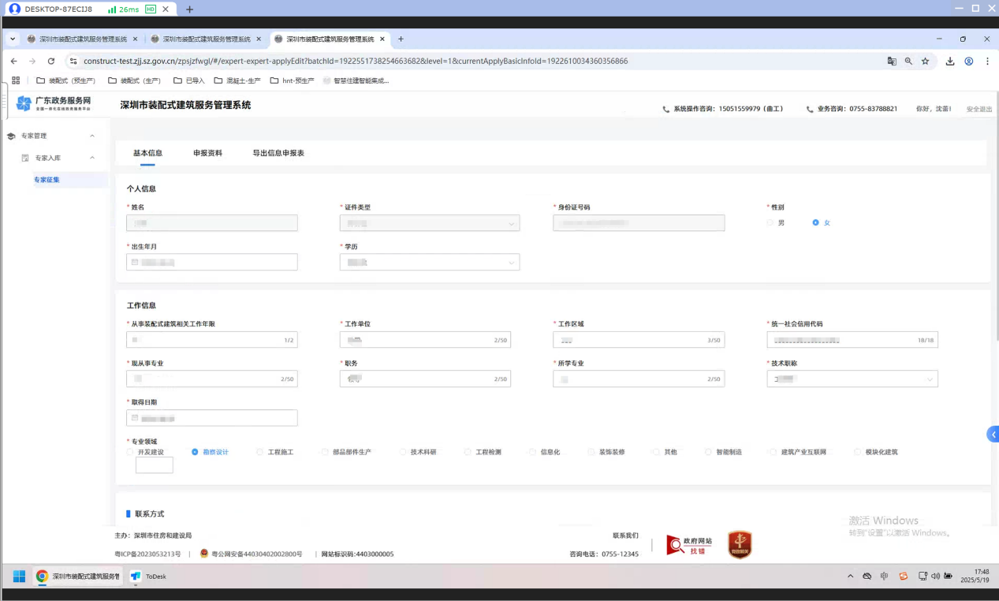 DESKTOP-87ECIJ8 26ms HD
深圳市装配式建筑服务管理系统 深圳市装配式建筑服务管理系统 深圳市装配式建筑服务管理系统
construct-test.zjj.sz.gov.cn/zpsjzfwgl/#/expert-expert-applyEdit?batchId=1922551738254663682&level=1&currentApplyBasicInfoId=1922610034360356866
装配式（预生产） 装配式（生产） 已导入 混凝土-生产 hnt-预生产 智慧住建智能集成...
广东政务服务网
全国一体化在线政务服务平台
深圳市装配式建筑服务管理系统
系统操作咨询：15051559979（曲工） 业务咨询：0755-83788821 你好，沈蕾！ 安全退出
专家管理
专家入库
专家征集
基本信息 申报资料 导出信息申报表
个人信息
* 姓名 * 证件类型 * 身份证号码 * 性别
男 女
* 出生年月 * 学历
工作信息
* 从事装配式建筑相关工作年限 * 工作单位 * 工作区域 * 统一社会信用代码
1/2 2/50 3/50 18/18
* 现从事专业 * 职务 * 所学专业 * 技术职称
2/50 2/50 2/50
* 取得日期
* 专业领域
开发建设 勘察设计 工程施工 部品部件生产 技术科研 工程检测 信息化 装饰装修 其他 智能制造 建筑产业互联网 模块化建筑
联系方式
激活 Windows
转到"设置"以激活 Windows。
主办：深圳市住房和建设局 联系我们
粤ICP备2023053213号 粤公网安备44030402002800号 | 网站标识码:4403000005 咨询电话：0755-12345
政府网站
找错
党政机关
深圳市装配式建筑服务管 ToDesk
中
17:48
2025/5/19